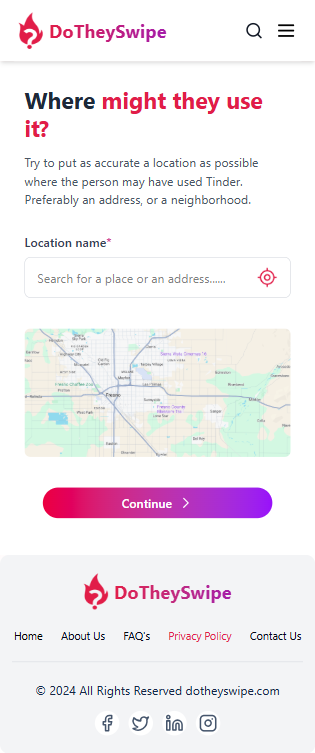 DoTheySwipe
Where might they use
it?
Try to put as accurate a location as possible
where the person may have used Tinder.
Preferably an address, or a neighborhood.
Location name*
Search for a place or an address......
Fresno
Continue
DoTheySwipe
Home About Us FAQ's Privacy Policy Contact Us
© 2024 All Rights Reserved dotheyswipe.com